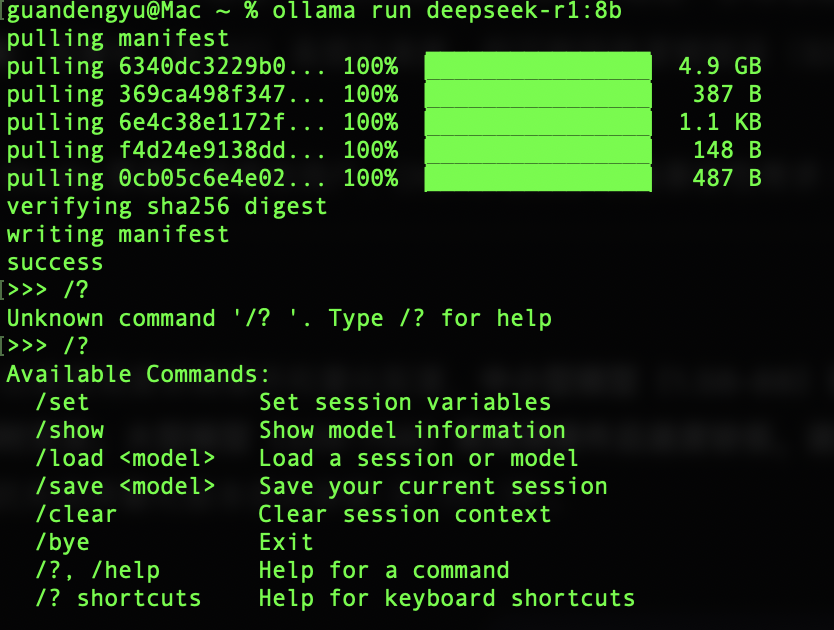 guandengyu@Mac ~ % ollama run deepseek-r1:8b
pulling manifest
pulling 6340dc3229b0... 100% 4.9 GB
pulling 369ca498f347... 100% 387 B
pulling 6e4c38e1172f... 100% 1.1 KB
pulling f4d24e9138dd... 100% 148 B
pulling 0cb05c6e4e02... 100% 487 B
verifying sha256 digest
writing manifest
success
>>> /?
Unknown command '/? '. Type /? for help
>>> /?
Available Commands:
/set Set session variables
/show Show model information
/load <model> Load a session or model
/save <model> Save your current session
/clear Clear session context
/bye Exit
/?, /help Help for a command
/? shortcuts Help for keyboard shortcuts